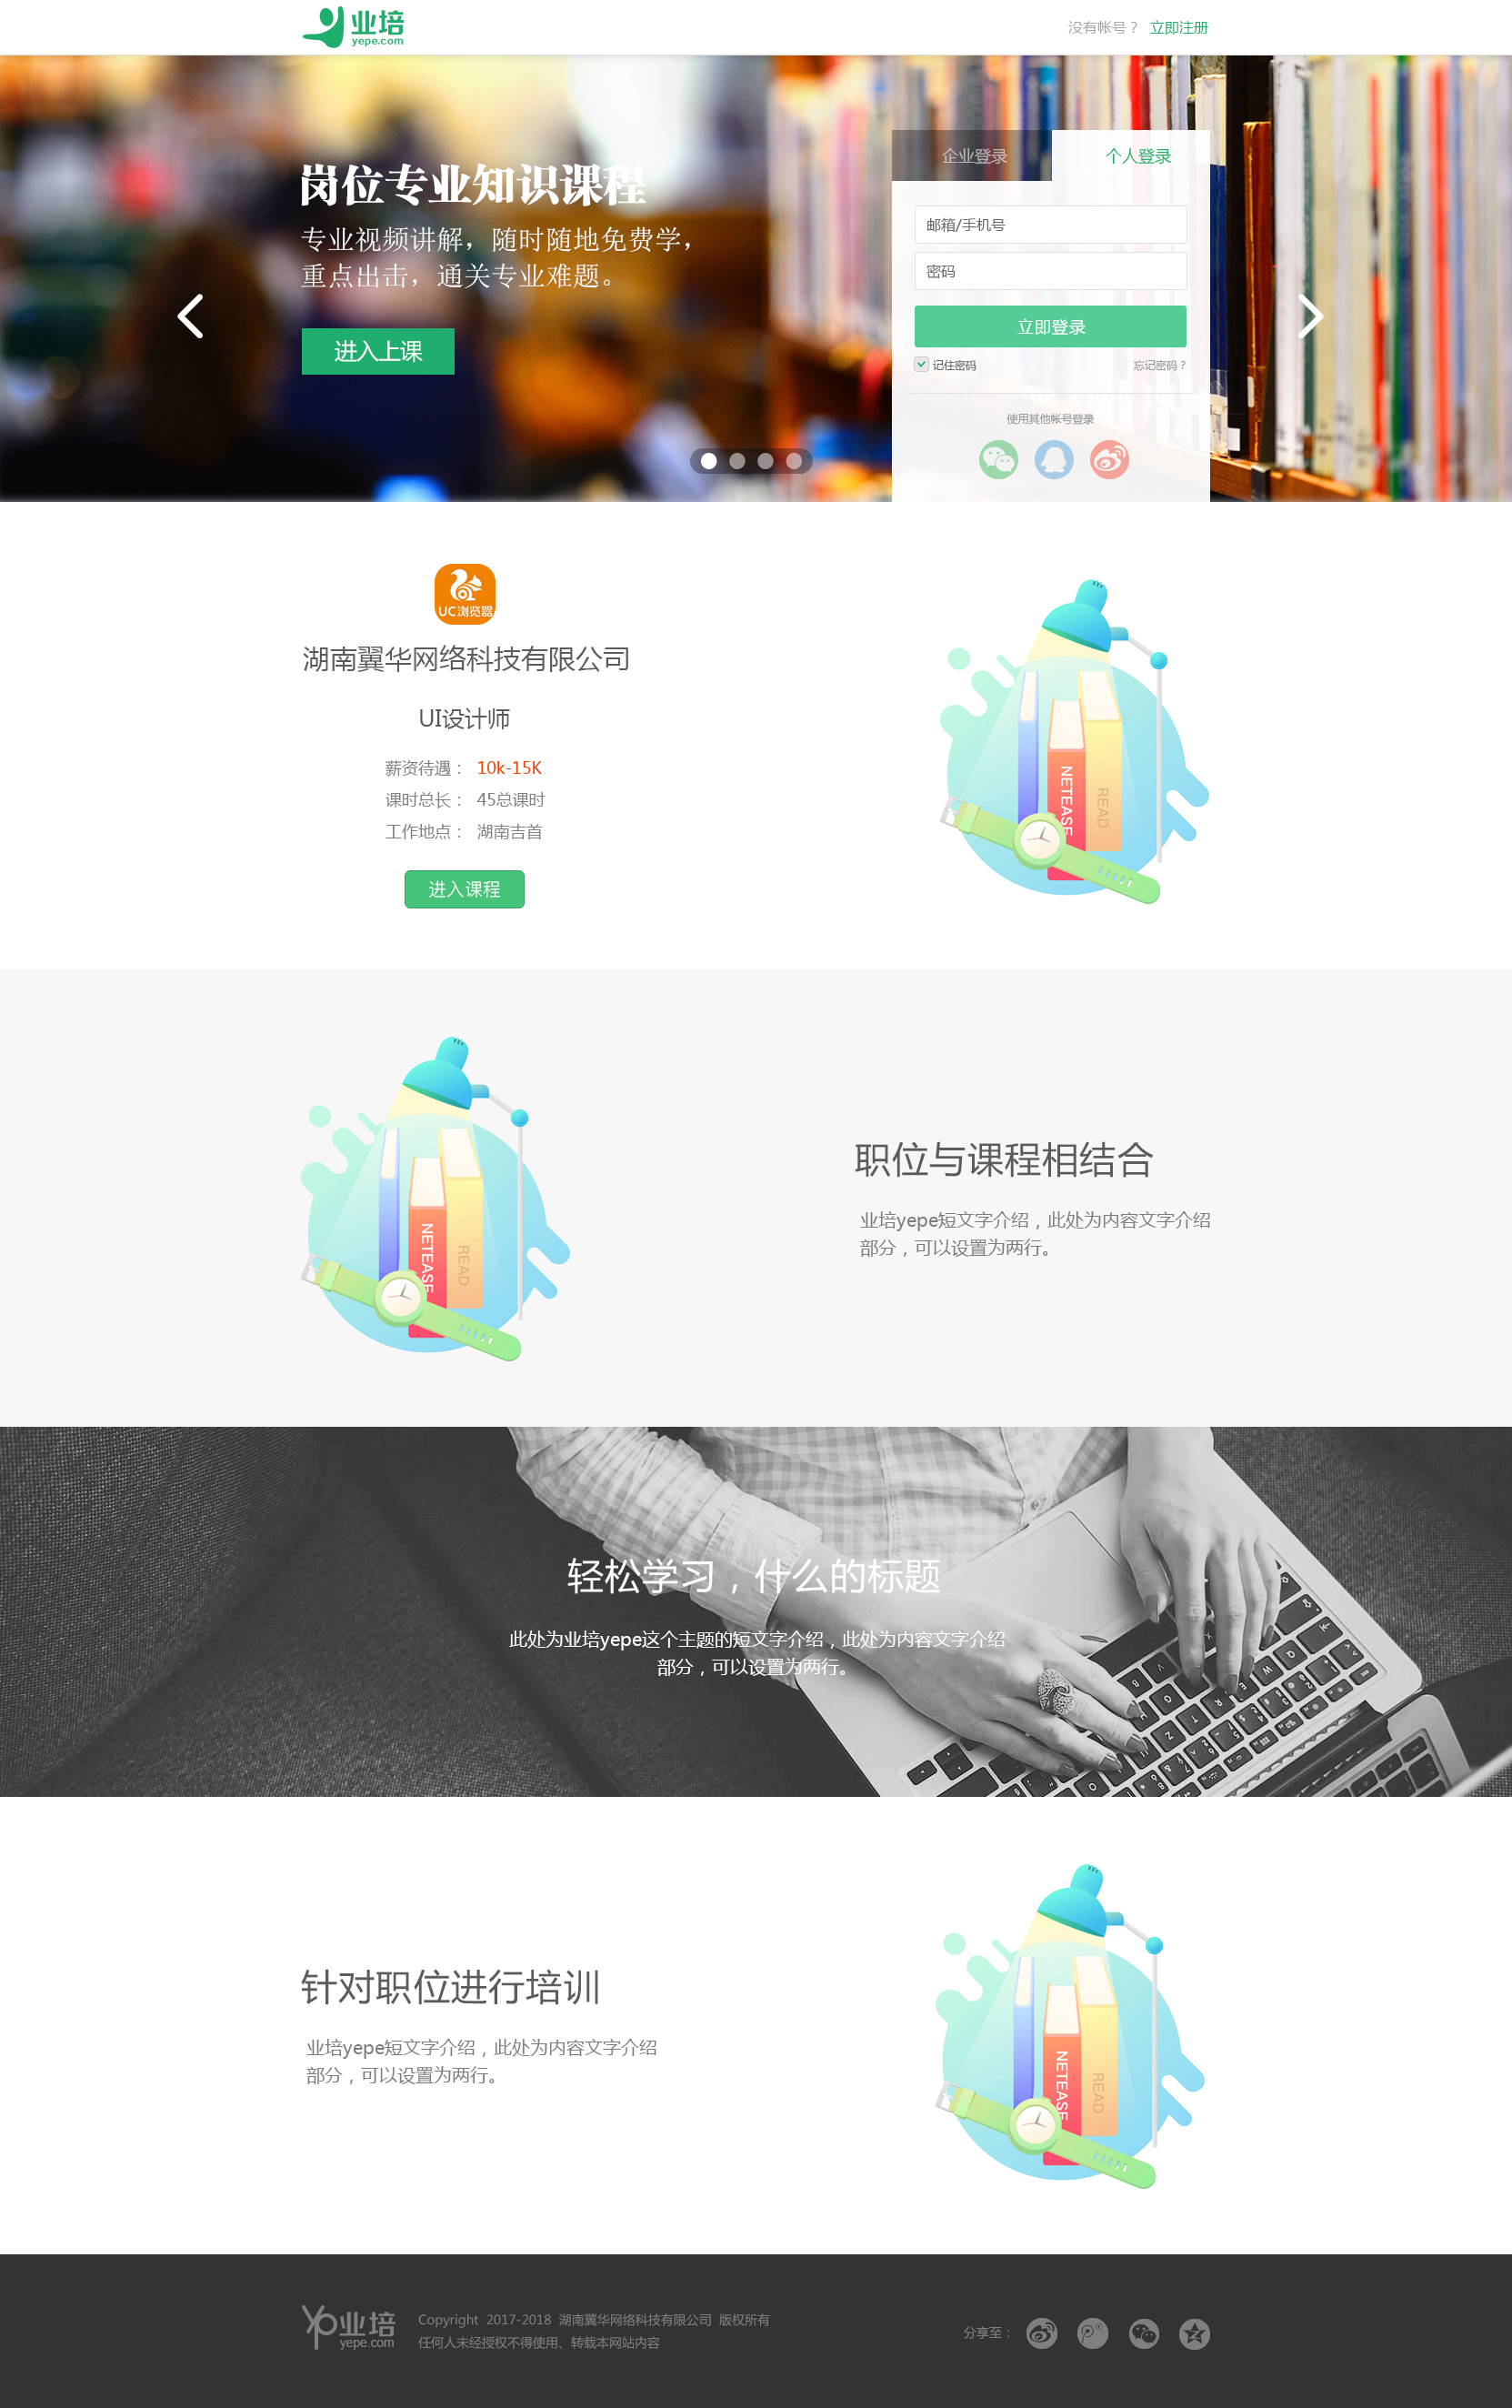 业培
yepe.com
没有帐号？ 立即注册
企业登录
个人登录
岗位专业知识课程
专业视频讲解，随时随地免费学，
重点出击，通关专业难题。
进入上课
邮箱/手机号
密码
立即登录
记住密码
忘记密码？
使用其他帐号登录
UC浏览器
湖南翼华网络科技有限公司
UI设计师
薪资待遇： 10k-15K
课时总长： 45总课时
工作地点： 湖南吉首
进入课程
NETEASE
READ
NETEASE
READ
职位与课程相结合
业培yepe短文字介绍，此处为内容文字介绍
部分，可以设置为两行。
轻松学习，什么的标题
此处为业培yepe这个主题的短文字介绍，此处为内容文字介绍
部分，可以设置为两行。
针对职位进行培训
业培yepe短文字介绍，此处为内容文字介绍
部分，可以设置为两行。
NETEASE
READ
业培
yepe.com
Copyright 2017-2018 湖南翼华网络科技有限公司 版权所有
任何人未经授权不得使用、转载本网站内容
分享至：